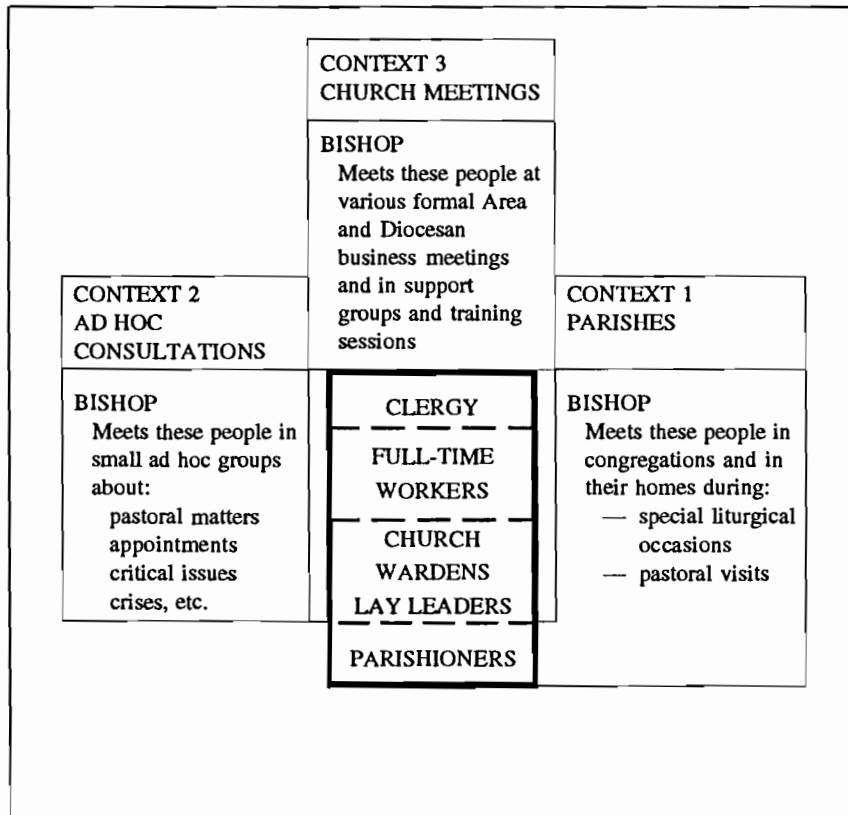 CONTEXT 3
CHURCH MEETINGS
BISHOP
Meets these people at
various formal Area
and Diocesan
business meetings
and in support
groups and training
sessions
CONTEXT 2
AD HOC
CONSULTATIONS
BISHOP
Meets these people in
small ad hoc groups
about:
pastoral matters
appointments
critical issues
crises, etc.
CLERGY
FULL-TIME
WORKERS
CHURCH
WARDENS
LAY LEADERS
PARISHIONERS
CONTEXT 1
PARISHES
BISHOP
Meets these people in
congregations and in
their homes during:
— special liturgical
occasions
— pastoral visits